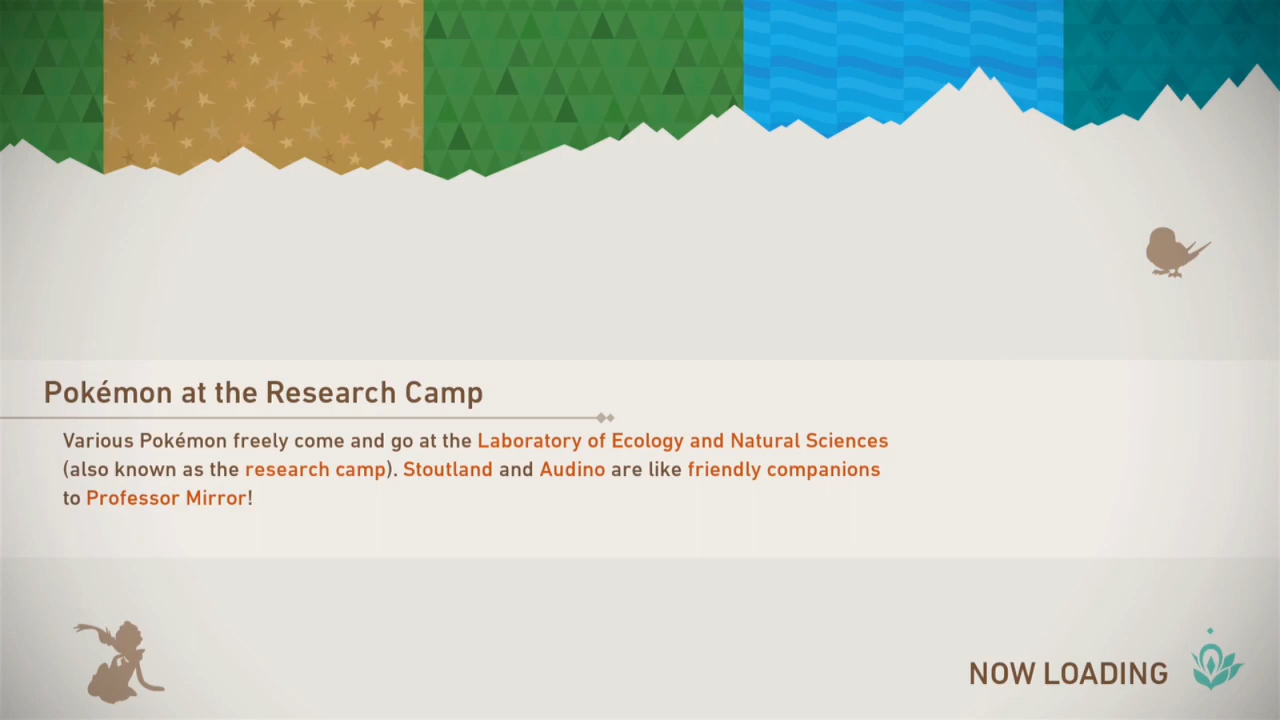 Pokémon at the Research Camp
Various Pokémon freely come and go at the Laboratory of Ecology and Natural Sciences
(also known as the research camp). Stoutland and Audino are like friendly companions
to Professor Mirror!
NOW LOADING